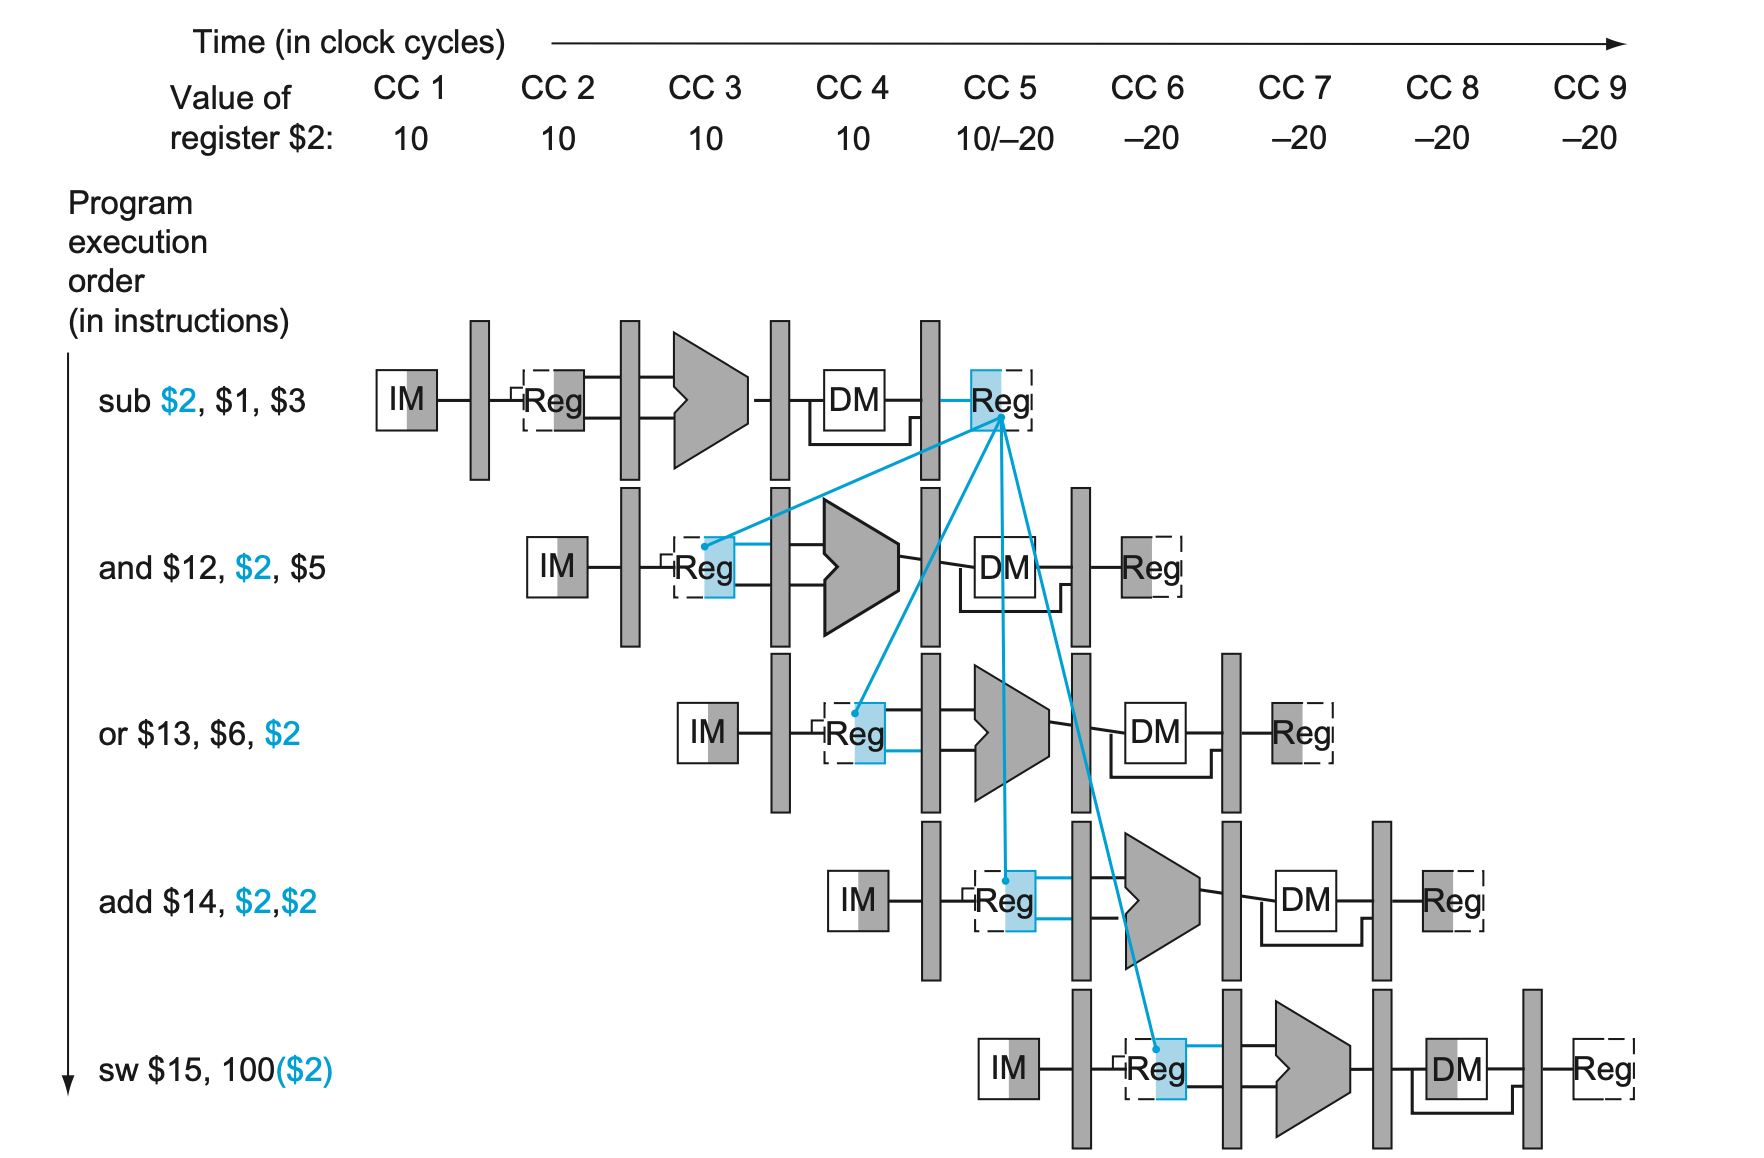 Time (in clock cycles)
CC 1 CC 2 CC 3 CC 4 CC 5 CC 6 CC 7 CC 8 CC 9
Value of
register $2: 10 10 10 10 10/–20 –20 –20 –20 –20
Program
execution
order
(in instructions)
sub $2, $1, $3 IM Reg DM Reg
and $12, $2, $5 IM Reg DM Reg
or $13, $6, $2 IM Reg DM Reg
add $14, $2,$2 IM Reg DM Reg
sw $15, 100($2) IM Reg DM Reg